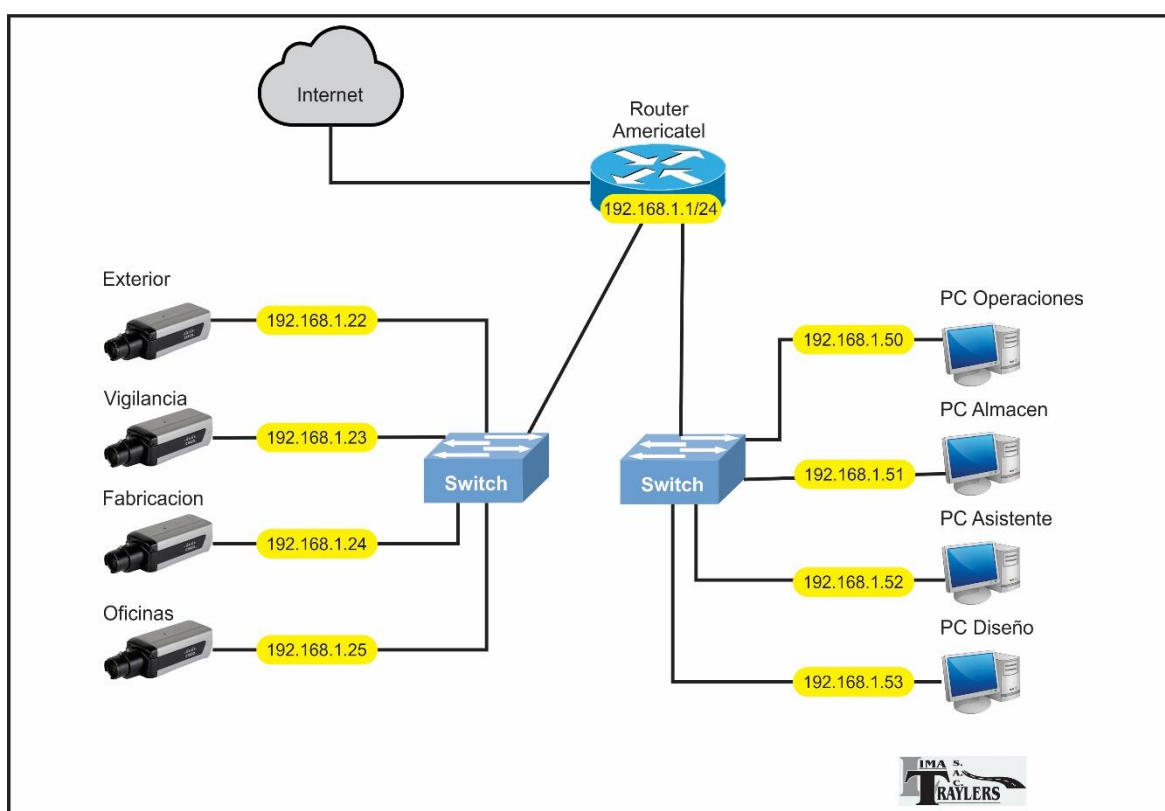 Internet
Router
Americatel
192.168.1.1/24
Exterior
192.168.1.22
Vigilancia
192.168.1.23
Fabricacion
192.168.1.24
Oficinas
192.168.1.25
Switch
Switch
PC Operaciones
192.168.1.50
PC Almacen
192.168.1.51
PC Asistente
192.168.1.52
PC Diseño
192.168.1.53
IMA S.A.C.
TRAYLERS